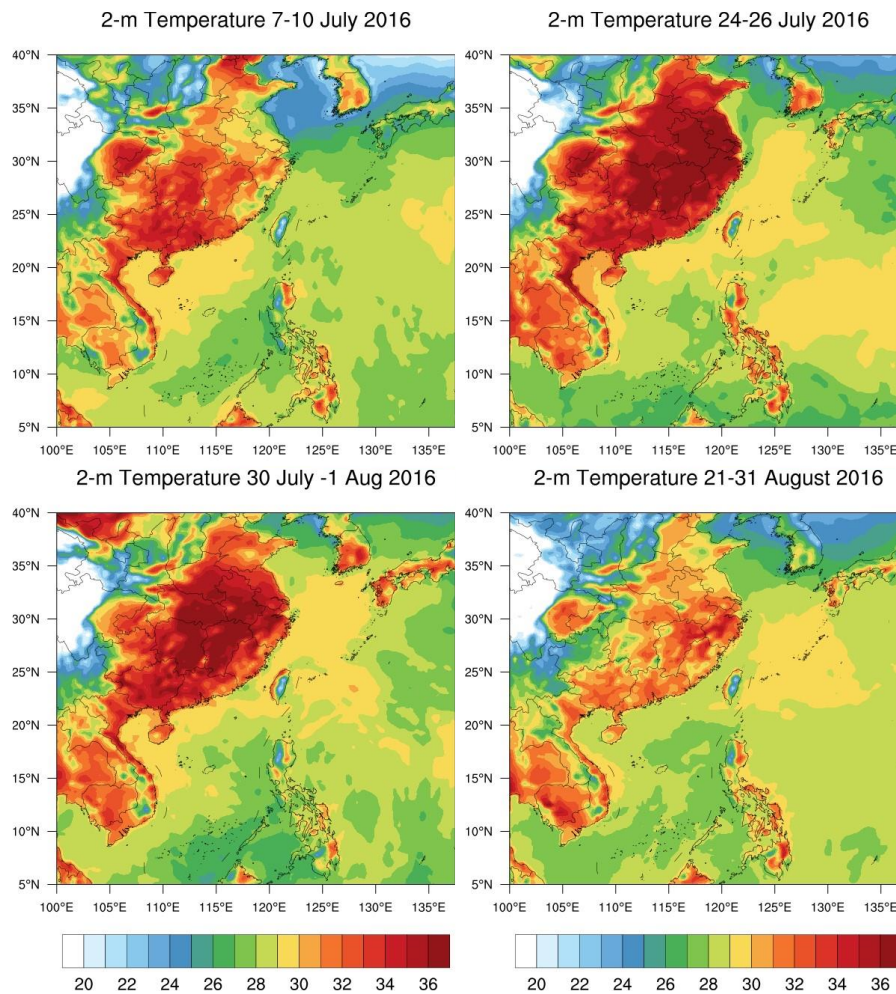 2-m Temperature 7-10 July 2016
40°N
35°N
30°N
25°N
20°N
15°N
10°N
5°N
100°E 105°E 110°E 115°E 120°E 125°E 130°E 135°E
2-m Temperature 24-26 July 2016
40°N
35°N
30°N
25°N
20°N
15°N
10°N
5°N
100°E 105°E 110°E 115°E 120°E 125°E 130°E 135°E
2-m Temperature 30 July -1 Aug 2016
40°N
35°N
30°N
25°N
20°N
15°N
10°N
5°N
100°E 105°E 110°E 115°E 120°E 125°E 130°E 135°E
2-m Temperature 21-31 August 2016
40°N
35°N
30°N
25°N
20°N
15°N
10°N
5°N
100°E 105°E 110°E 115°E 120°E 125°E 130°E 135°E
20 22 24 26 28 30 32 34 36
20 22 24 26 28 30 32 34 36